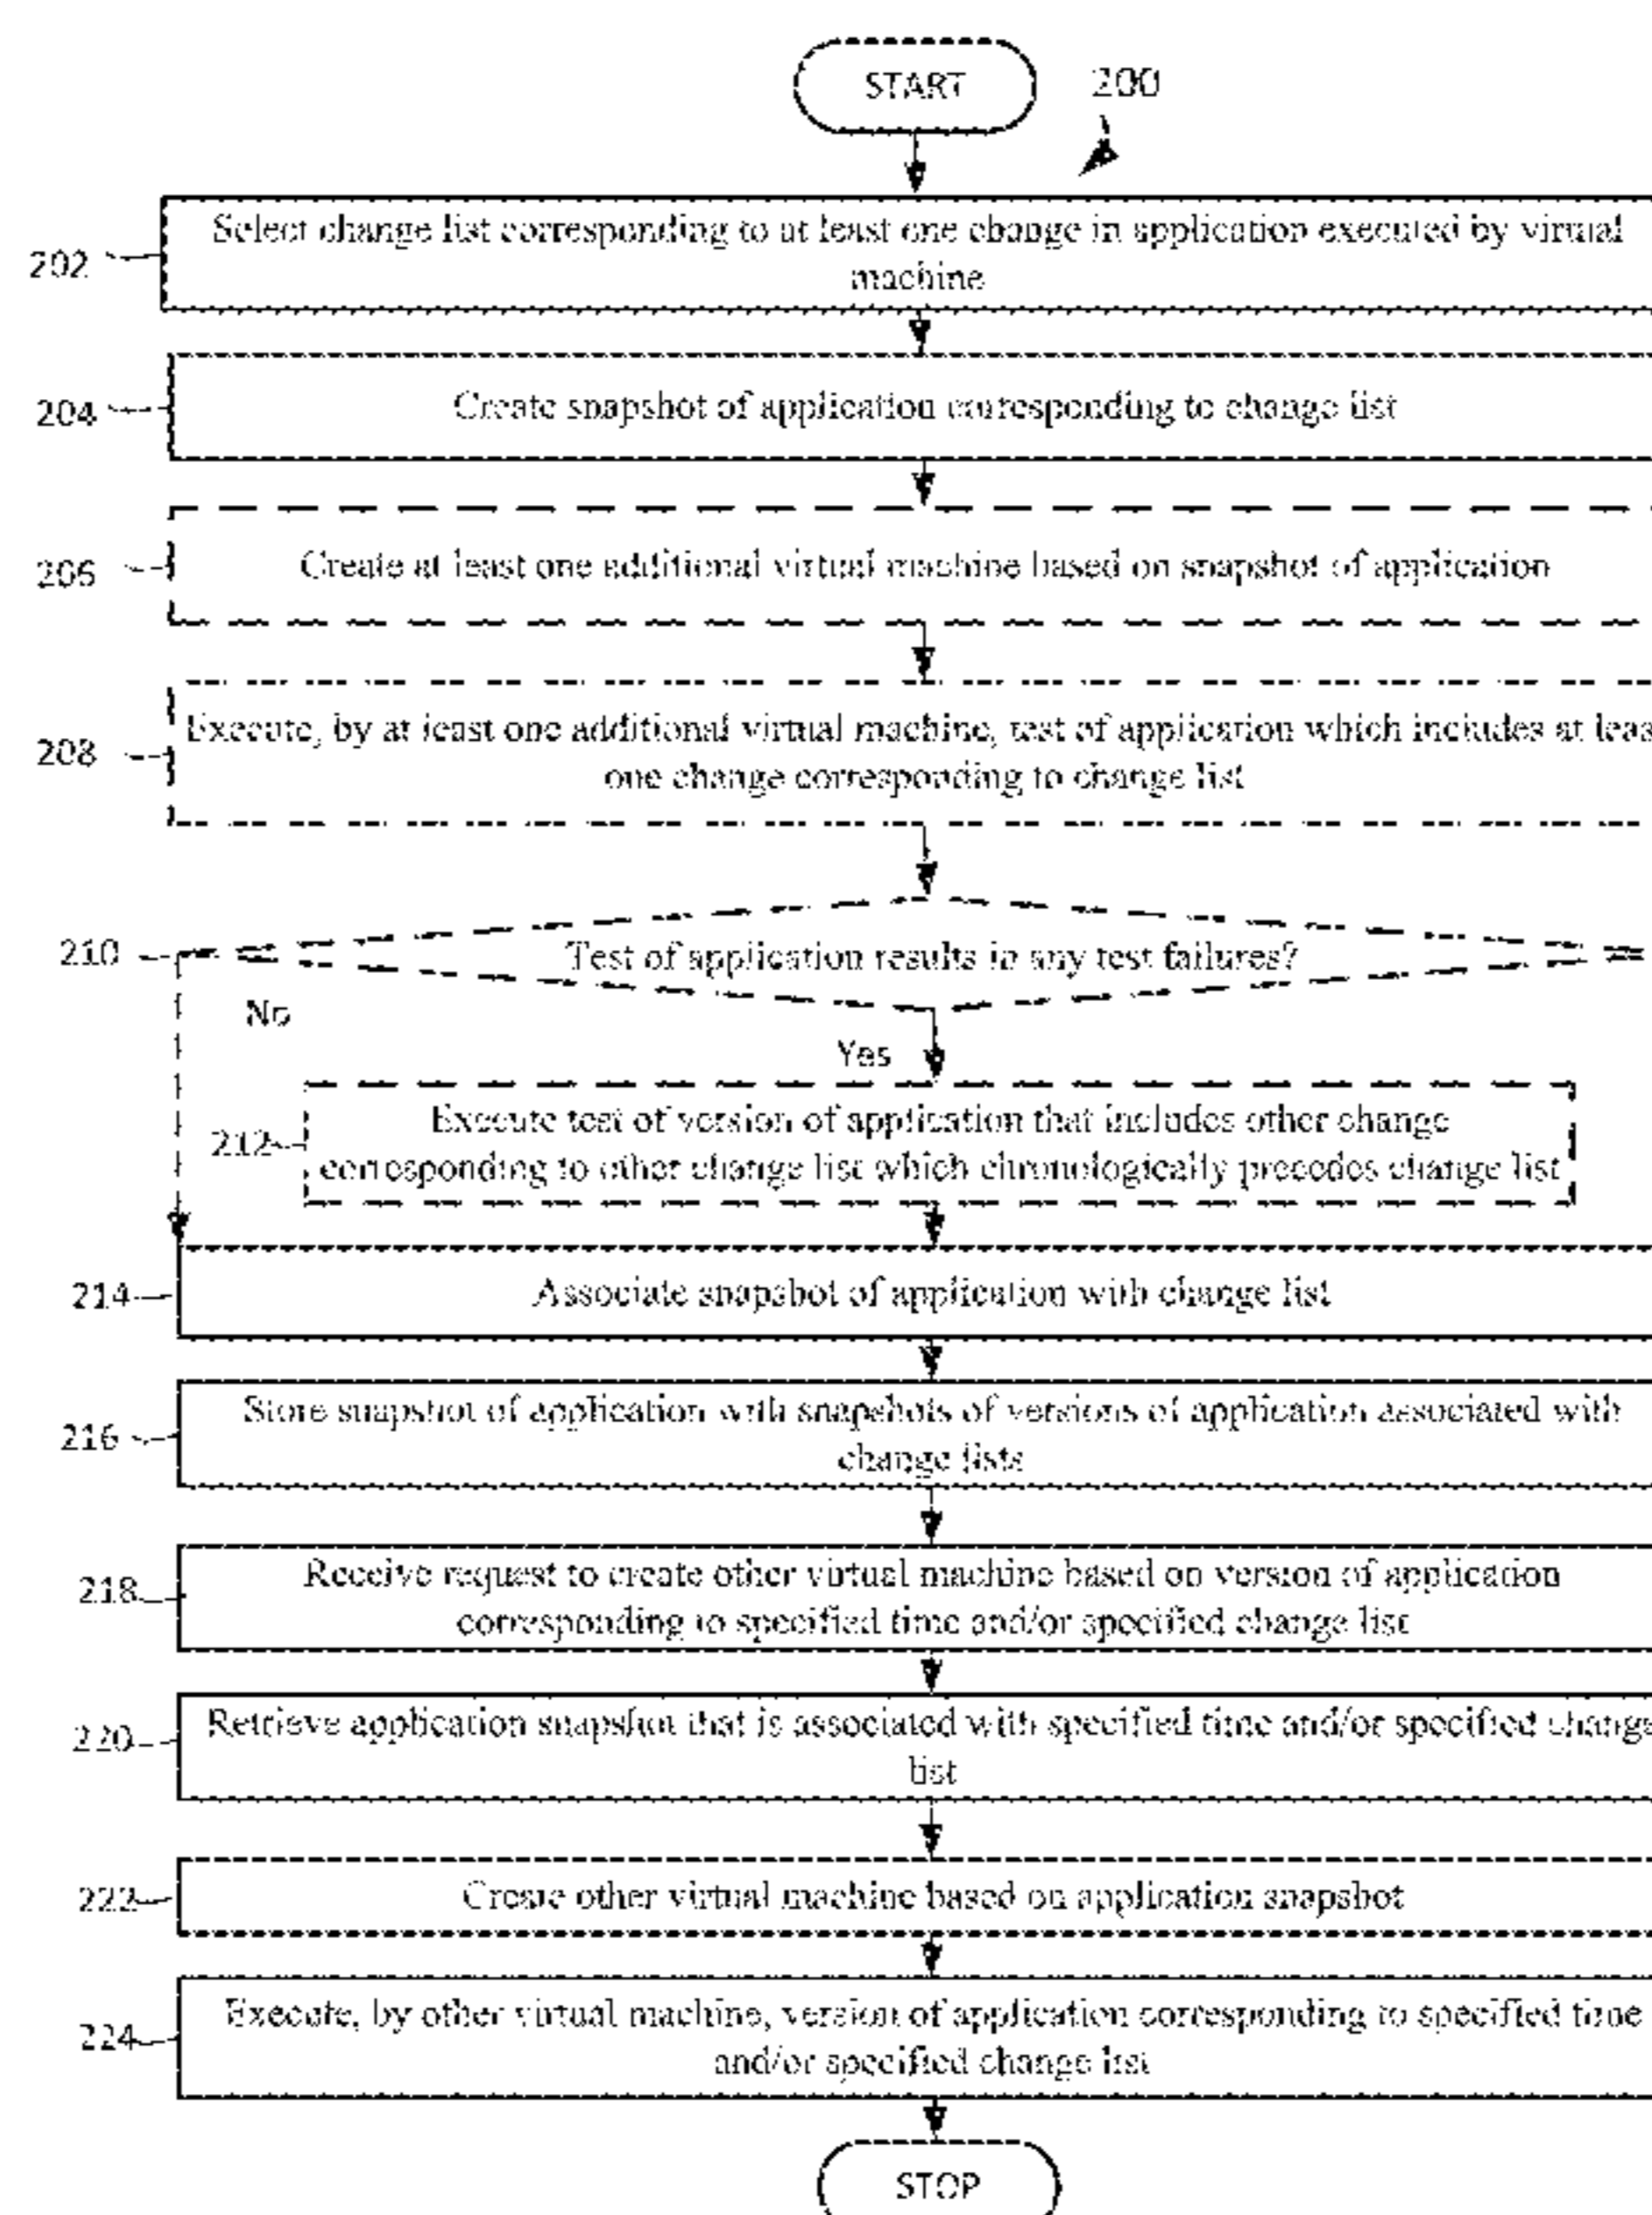 START
200
202
Select change list corresponding to at least one change in application executed by virtual
machine
204
Create snapshot of application corresponding to change list
206
Create at least one additional virtual machine based on snapshot of application
208
Execute, by at least one additional virtual machine, test of application which includes at leas
one change corresponding to change list
210
Test of application results in any test failures?
No
Yes
212
Execute test of version of application that includes other change
corresponding to other change list which chronologically precedes change list
214
Associate snapshot of application with change list
216
Store snapshot of application with snapshots of versions of application associated with
change lists
218
Receive request to create other virtual machine based on version of application
corresponding to specified time and/or specified change list
220
Retrieve application snapshot that is associated with specified time and/or specified change
list
222
Create other virtual machine based on application snapshot
224
Execute, by other virtual machine, version of application corresponding to specified time
and/or specified change list
STOP